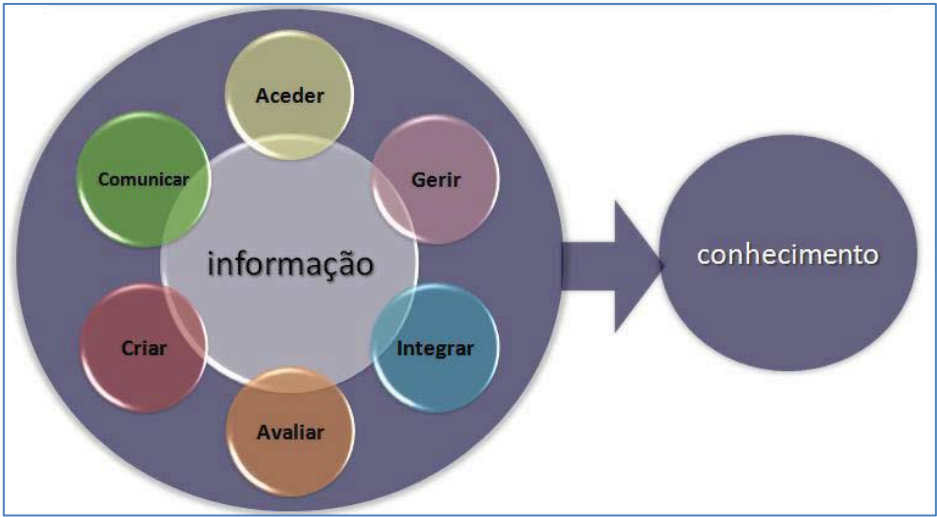 Aceder
Gerir
Integrar
Avaliar
Criar
Comunicar
informação
conhecimento